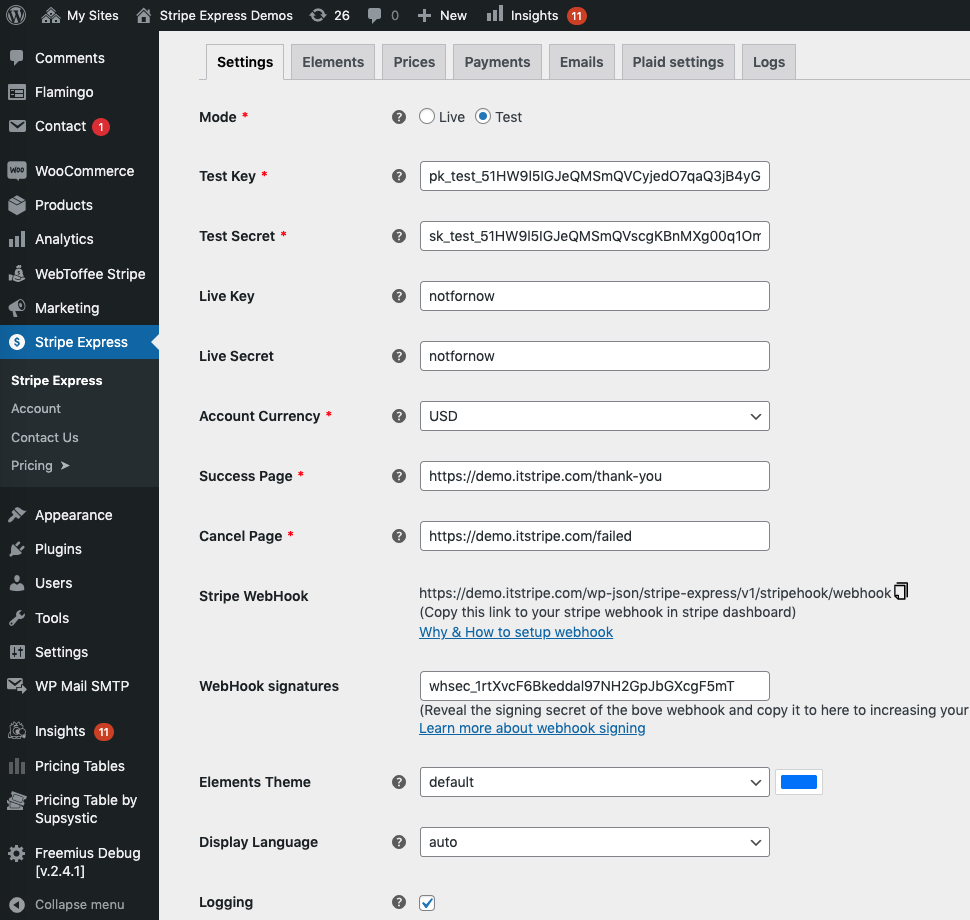 My Sites
Stripe Express Demos
26
0
New
Insights 11
Comments
Flamingo
Contact 1
WooCommerce
Products
Analytics
WebToffee Stripe
Marketing
Stripe Express
Stripe Express
Account
Contact Us
Pricing ➤
Appearance
Plugins
Users
Tools
Settings
WP Mail SMTP
Insights 11
Pricing Tables
Pricing Table by
Supsystic
Freemius Debug
[v.2.4.1]
Collapse menu
Settings
Elements
Prices
Payments
Emails
Plaid settings
Logs
Mode * Live Test
Test Key * pk_test_51HW9I5IGJeQMSmQVCyjedO7qaQ3jB4yG
Test Secret * sk_test_51HW9I5IGJeQMSmQVscgKBnMXg00q1Om
Live Key notfornow
Live Secret notfornow
Account Currency * USD
Success Page * https://demo.itstripe.com/thank-you
Cancel Page * https://demo.itstripe.com/failed
Stripe WebHook https://demo.itstripe.com/wp-json/stripe-express/v1/stripehook/webhook
(Copy this link to your stripe webhook in stripe dashboard)
Why & How to setup webhook
WebHook signatures whsec_1rtXvcF6Bkeddal97NH2GpJbGXcgF5mT
(Reveal the signing secret of the bove webhook and copy it to here to increasing your
Learn more about webhook signing
Elements Theme default
Display Language auto
Logging